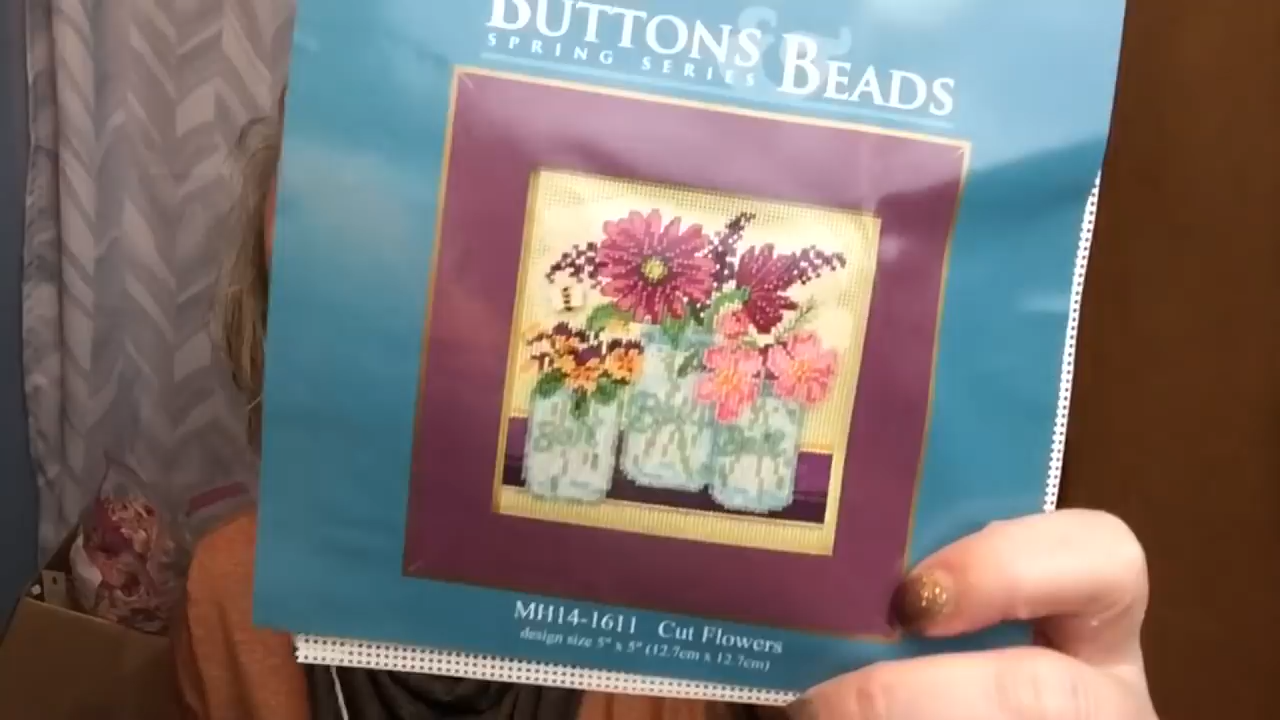 BUTTONS & BEADS
SPRING SERIES
MH14-1611 Cut Flowers
design size 5" x 5" (12.7cm x 12.7cm)